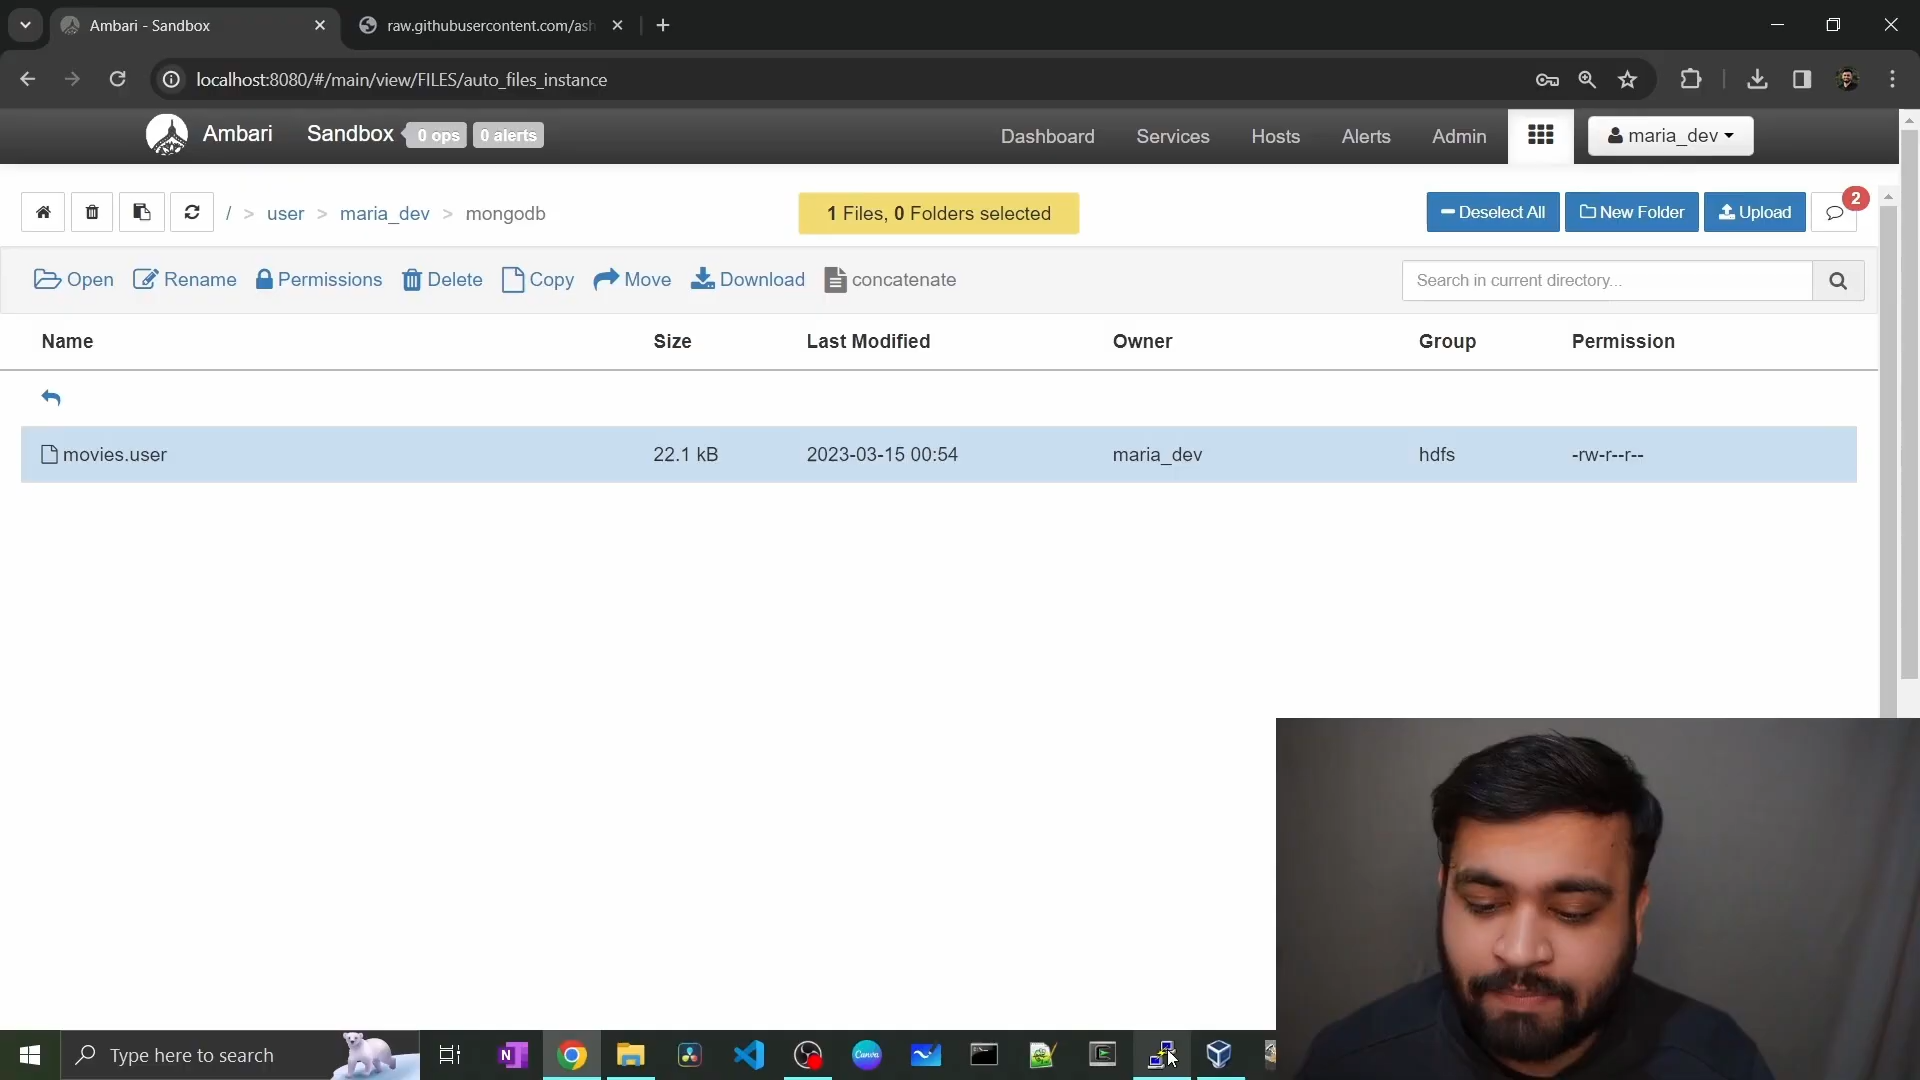 Ambari - Sandbox
raw.githubusercontent.com/ash
localhost:8080/#/main/view/FILES/auto_files_instance
Ambari Sandbox 0 ops 0 alerts Dashboard Services Hosts Alerts Admin maria_dev
/ > user > maria_dev > mongodb 1 Files, 0 Folders selected Deselect All New Folder Upload 2
Open Rename Permissions Delete Copy Move Download concatenate Search in current directory...
Name Size Last Modified Owner Group Permission
movies.user 22.1 kB 2023-03-15 00:54 maria_dev hdfs -rw-r--r--
Type here to search N Canva